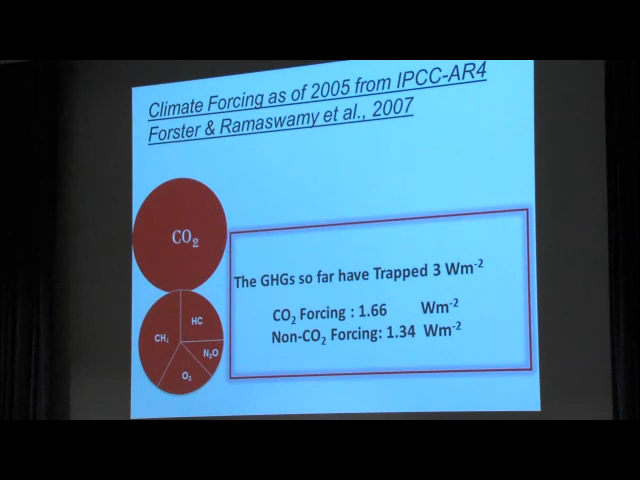 Climate Forcing as of 2005 from IPCC-AR4
Forster & Ramaswamy et al., 2007
CO₂
The GHGs so far have Trapped 3 Wm⁻²
CO₂ Forcing : 1.66 Wm⁻²
Non-CO₂ Forcing: 1.34 Wm⁻²
HC
CH₄
N₂O
O₃